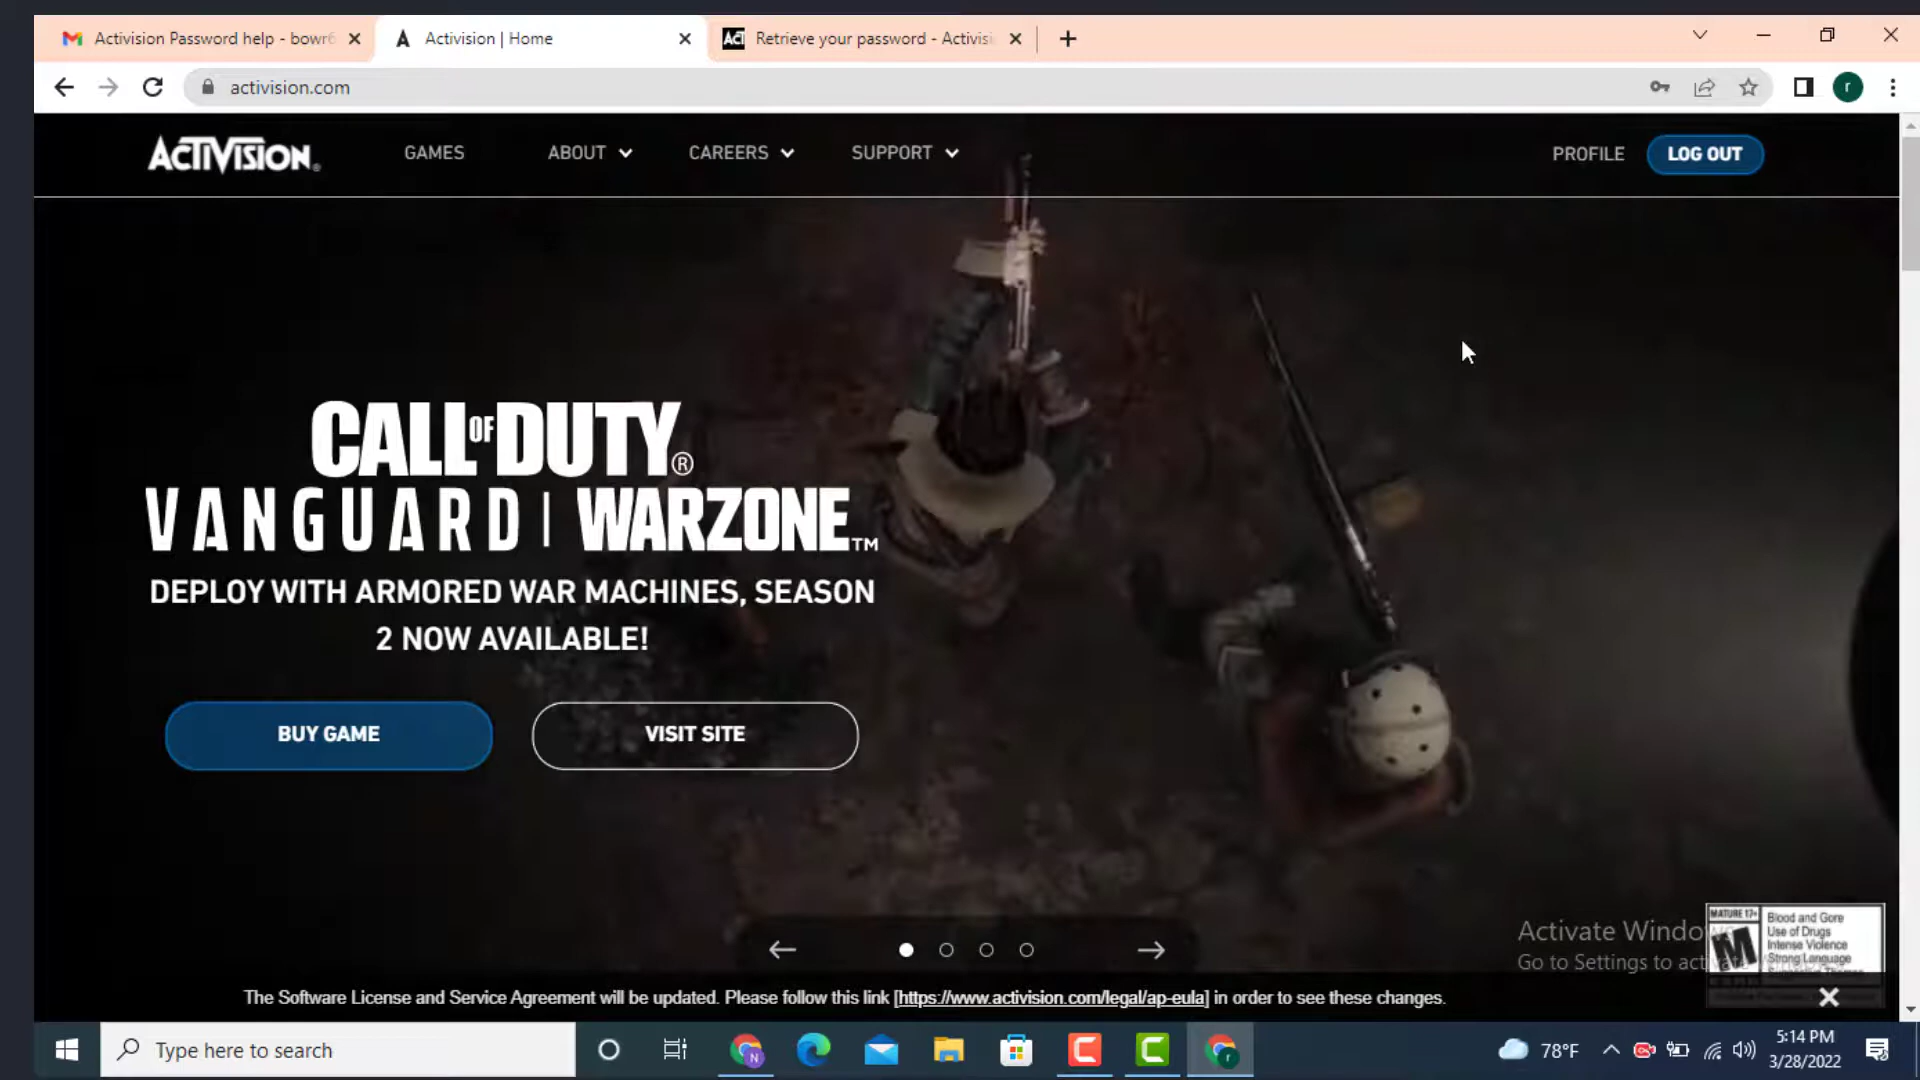 Activision Password help - bowr6
Activision | Home
ACT Retrieve your password - Activisi
activision.com
r
ACTIVISION®
GAMES
ABOUT
CAREERS
SUPPORT
PROFILE
LOG OUT
CALL OF DUTY®
VANGUARD | WARZONE™
DEPLOY WITH ARMORED WAR MACHINES, SEASON
2 NOW AVAILABLE!
BUY GAME
VISIT SITE
Activate Windo
Go to Settings to activat
MATURE 17+
M
Blood and Gore
Use of Drugs
Intense Violence
Strong Language
The Software License and Service Agreement will be updated. Please follow this link [https://www.activision.com/legal/ap-eula] in order to see these changes.
Type here to search
N
r
78°F
5:14 PM
3/28/2022